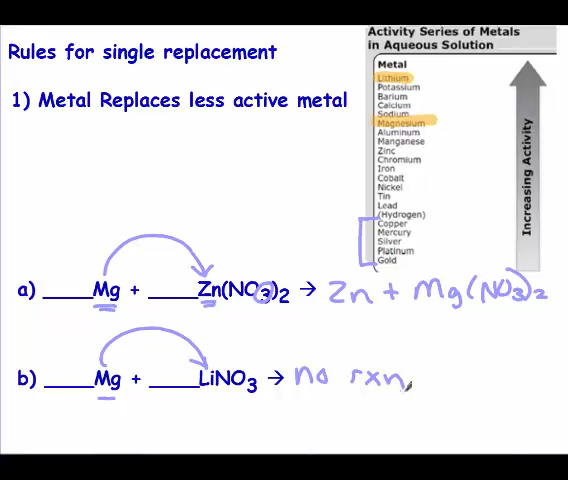 Rules for single replacement
1) Metal Replaces less active metal
Activity Series of Metals
in Aqueous Solution
Metal
Lithium
Potassium
Barium
Calcium
Sodium
Magnesium
Aluminum
Manganese
Zinc
Chromium
Iron
Cobalt
Nickel
Tin
Lead
(Hydrogen)
Copper
Mercury
Silver
Platinum
Gold
Increasing Activity
a) ____Mg + ____Zn(NO3)2 → Zn + Mg(NO3)2
b) ____Mg + ____LiNO3 → no rxn